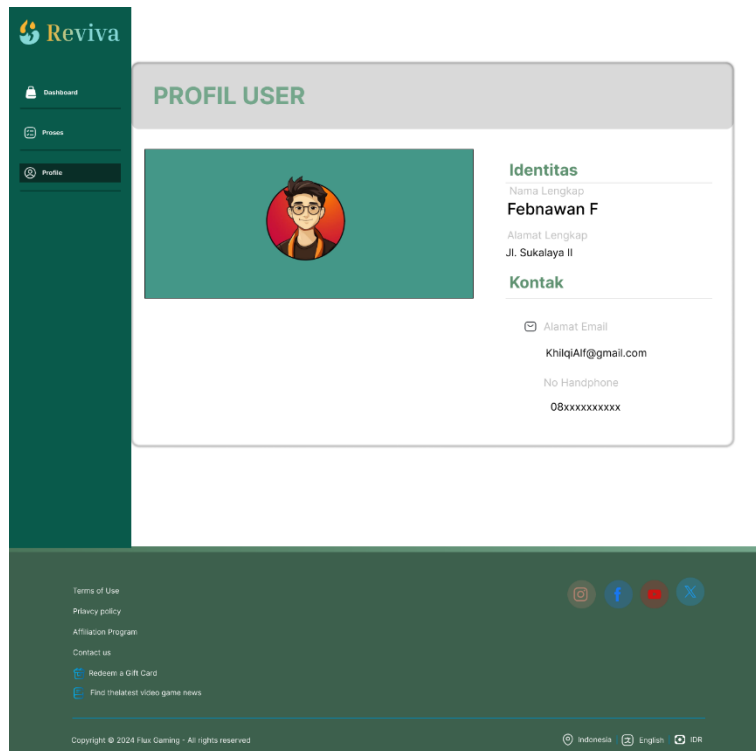 Reviva
Dashboard
Proses
Profile
PROFIL USER
Identitas
Nama Lengkap
Febnawan F
Alamat Lengkap
Jl. Sukalaya II
Kontak
Alamat Email
KhilqiAlf@gmail.com
No Handphone
08xxxxxxxxxx
Terms of Use
Privacy policy
Affiliation Program
Contact us
Redeem a Gift Card
Find thelatest video game news
Copyright © 2024 Flux Gaming - All rights reserved
Indonesia English IDR